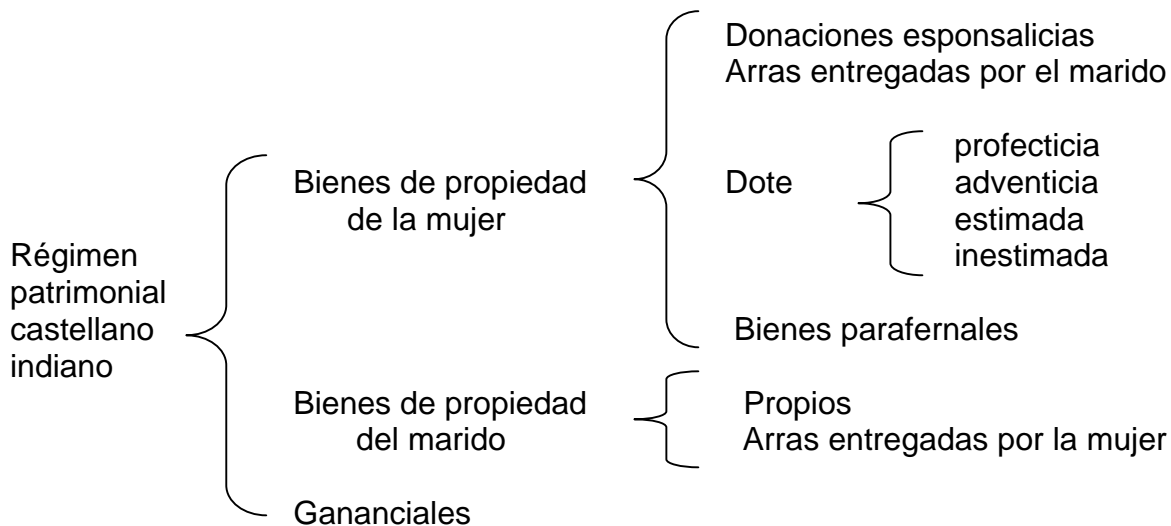 Régimen
patrimonial
castellano
indiano
Bienes de propiedad
de la mujer
Donaciones esponsalicias
Arras entregadas por el marido
Dote
profecticia
adventicia
estimada
inestimada
Bienes parafernales
Bienes de propiedad
del marido
Propios
Arras entregadas por la mujer
Gananciales